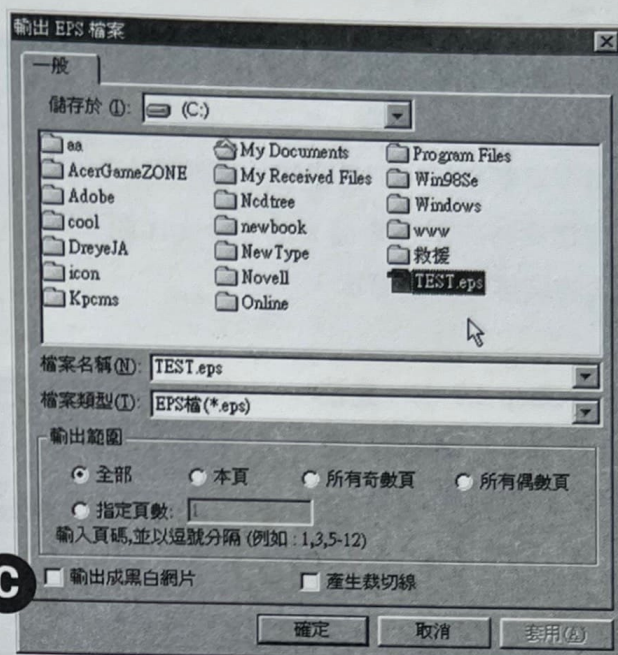 輸出 EPS 檔案
一般
儲存於 (I): (C:)
aa
AcerGameZONE
Adobe
cool
DreyeJA
icon
Kpcms
My Documents
My Received Files
Ncdtree
newbook
NewType
Novell
Online
Program Files
Win98Se
Windows
www
救援
TEST.eps
檔案名稱(N): TEST.eps
檔案類型(T): EPS檔(*.eps)
輸出範圍
全部 本頁 所有奇數頁 所有偶數頁
指定頁數: 1
輸入頁碼,並以逗號分隔 (例如 : 1,3,5-12)
C
輸出成黑白網片 產生裁切線
確定 取消 套用(A)